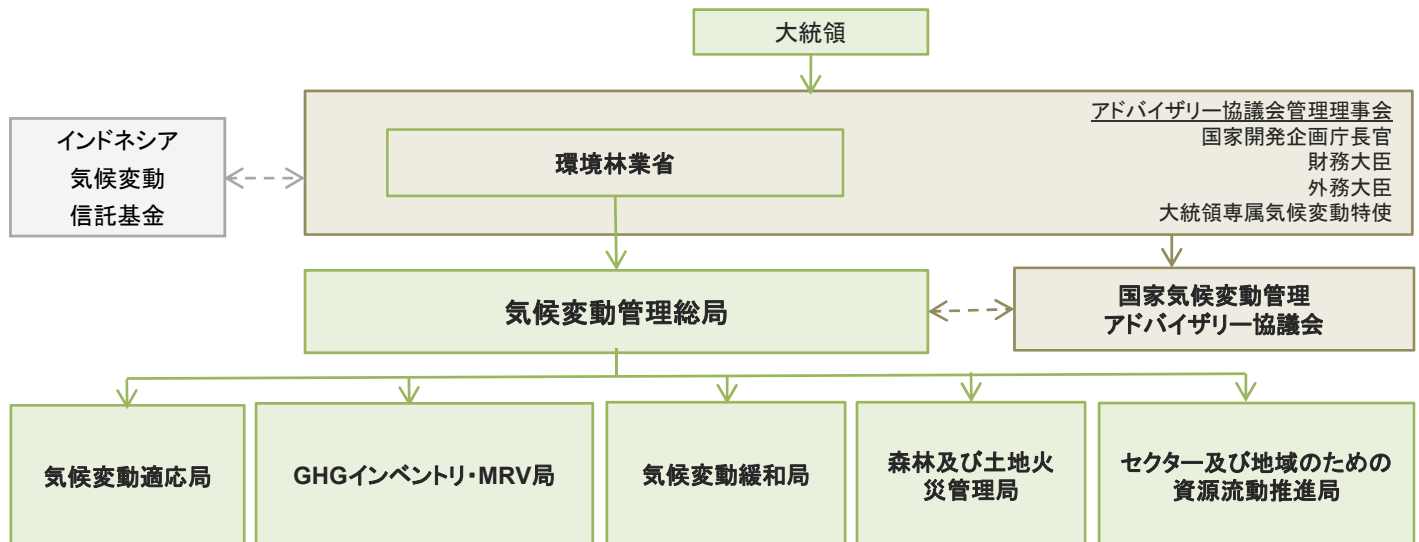 大統領
アドバイザリー協議会管理理事会
国家開発企画庁長官
財務大臣
外務大臣
大統領専属気候変動特使
環境林業省
インドネシア
気候変動
信託基金
気候変動管理総局
国家気候変動管理
アドバイザリー協議会
気候変動適応局
GHGインベントリ・MRV局
気候変動緩和局
森林及び土地火
災管理局
セクター及び地域のための
資源流動推進局